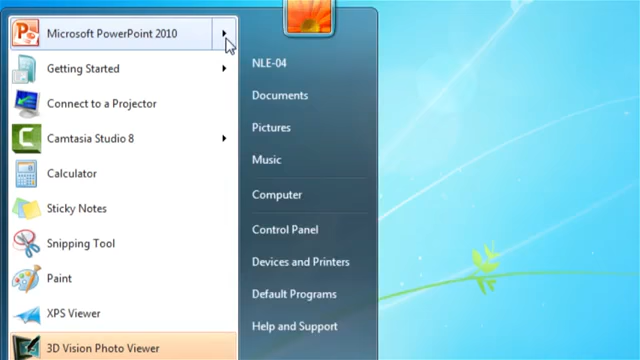 Microsoft PowerPoint 2010
Getting Started
Connect to a Projector
Camtasia Studio 8
Calculator
Sticky Notes
Snipping Tool
Paint
XPS Viewer
3D Vision Photo Viewer
NLE-04
Documents
Pictures
Music
Computer
Control Panel
Devices and Printers
Default Programs
Help and Support